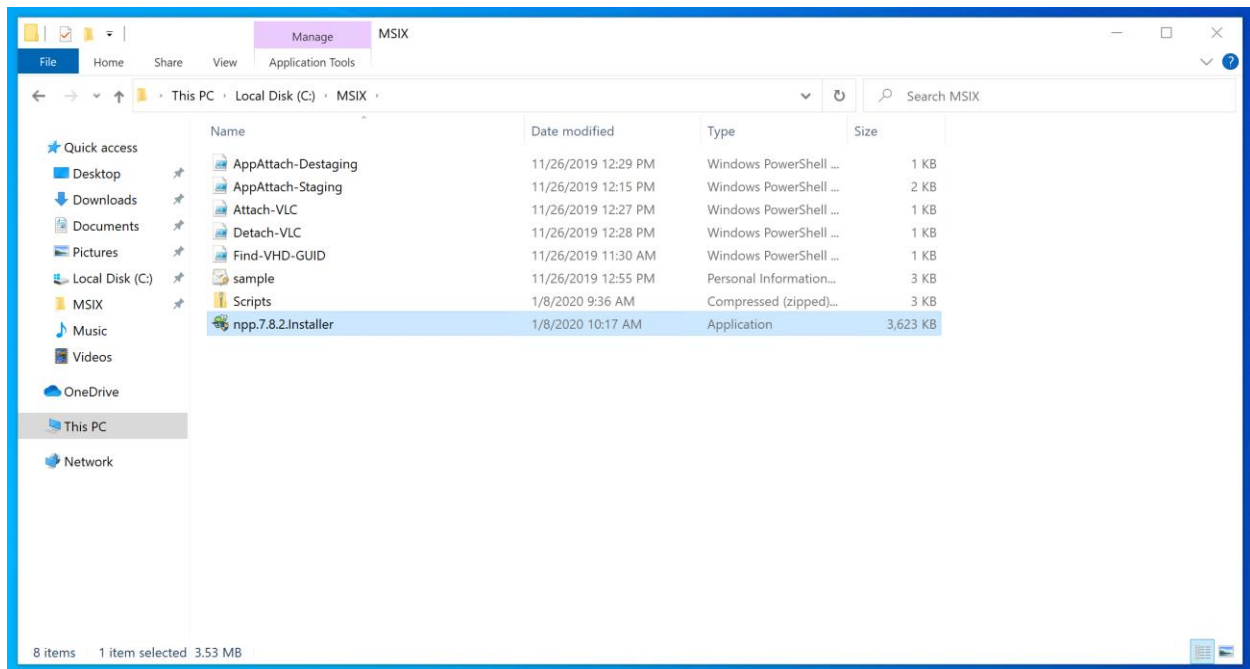 Manage MSIX
File Home Share View Application Tools
This PC Local Disk (C:) MSIX Search MSIX
Name Date modified Type Size
Quick access
Desktop
Downloads
Documents
Pictures
Local Disk (C:)
MSIX
Music
Videos
OneDrive
This PC
Network
AppAttach-Destaging 11/26/2019 12:29 PM Windows PowerShell ... 1 KB
AppAttach-Staging 11/26/2019 12:15 PM Windows PowerShell ... 2 KB
Attach-VLC 11/26/2019 12:27 PM Windows PowerShell ... 1 KB
Detach-VLC 11/26/2019 12:28 PM Windows PowerShell ... 1 KB
Find-VHD-GUID 11/26/2019 11:30 AM Windows PowerShell ... 1 KB
sample 11/26/2019 12:55 PM Personal Information... 3 KB
Scripts 1/8/2020 9:36 AM Compressed (zipped)... 3 KB
npp.7.8.2.Installer 1/8/2020 10:17 AM Application 3,623 KB
8 items 1 item selected 3.53 MB